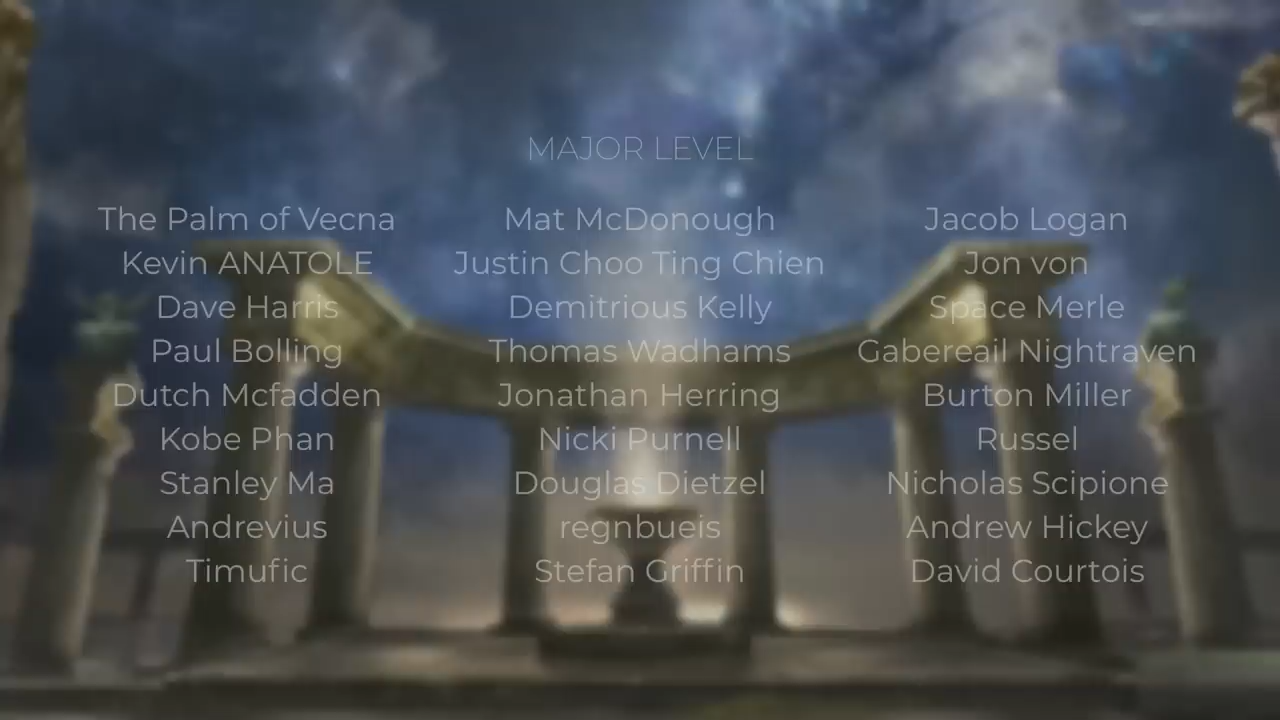 MAJOR LEVEL
The Palm of Vecna
Kevin ANATOLE
Dave Harris
Paul Bolling
Dutch Mcfadden
Kobe Phan
Stanley Ma
Andrevius
Timufic
Mat McDonough
Justin Choo Ting Chien
Demitrious Kelly
Thomas Wadhams
Jonathan Herring
Nicki Purnell
Douglas Dietzel
regnbueis
Stefan Griffin
Jacob Logan
Jon von
Space Merle
Gabereail Nightraven
Burton Miller
Russel
Nicholas Scipione
Andrew Hickey
David Courtois